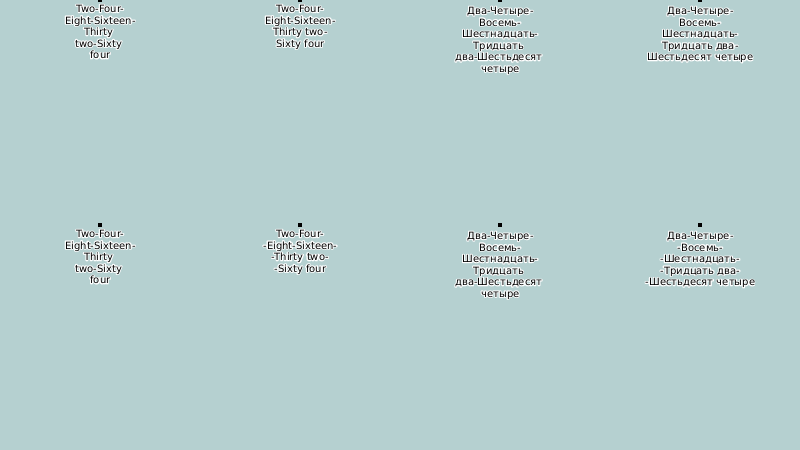 Two-Four-
Eight-Sixteen-
Thirty
two-Sixty
four
Two-Four-
Eight-Sixteen-
Thirty two-
Sixty four
Два-Четыре-
Восемь-
Шестнадцать-
Тридцать
два-Шестьдесят
четыре
Два-Четыре-
Восемь-
Шестнадцать-
Тридцать два-
Шестьдесят четыре
Two-Four-
Eight-Sixteen-
Thirty
two-Sixty
four
Two-Four-
-Eight-Sixteen-
-Thirty two-
-Sixty four
Два-Четыре-
Восемь-
Шестнадцать-
Тридцать
два-Шестьдесят
четыре
Два-Четыре-
-Восемь-
-Шестнадцать-
-Тридцать два-
-Шестьдесят четыре